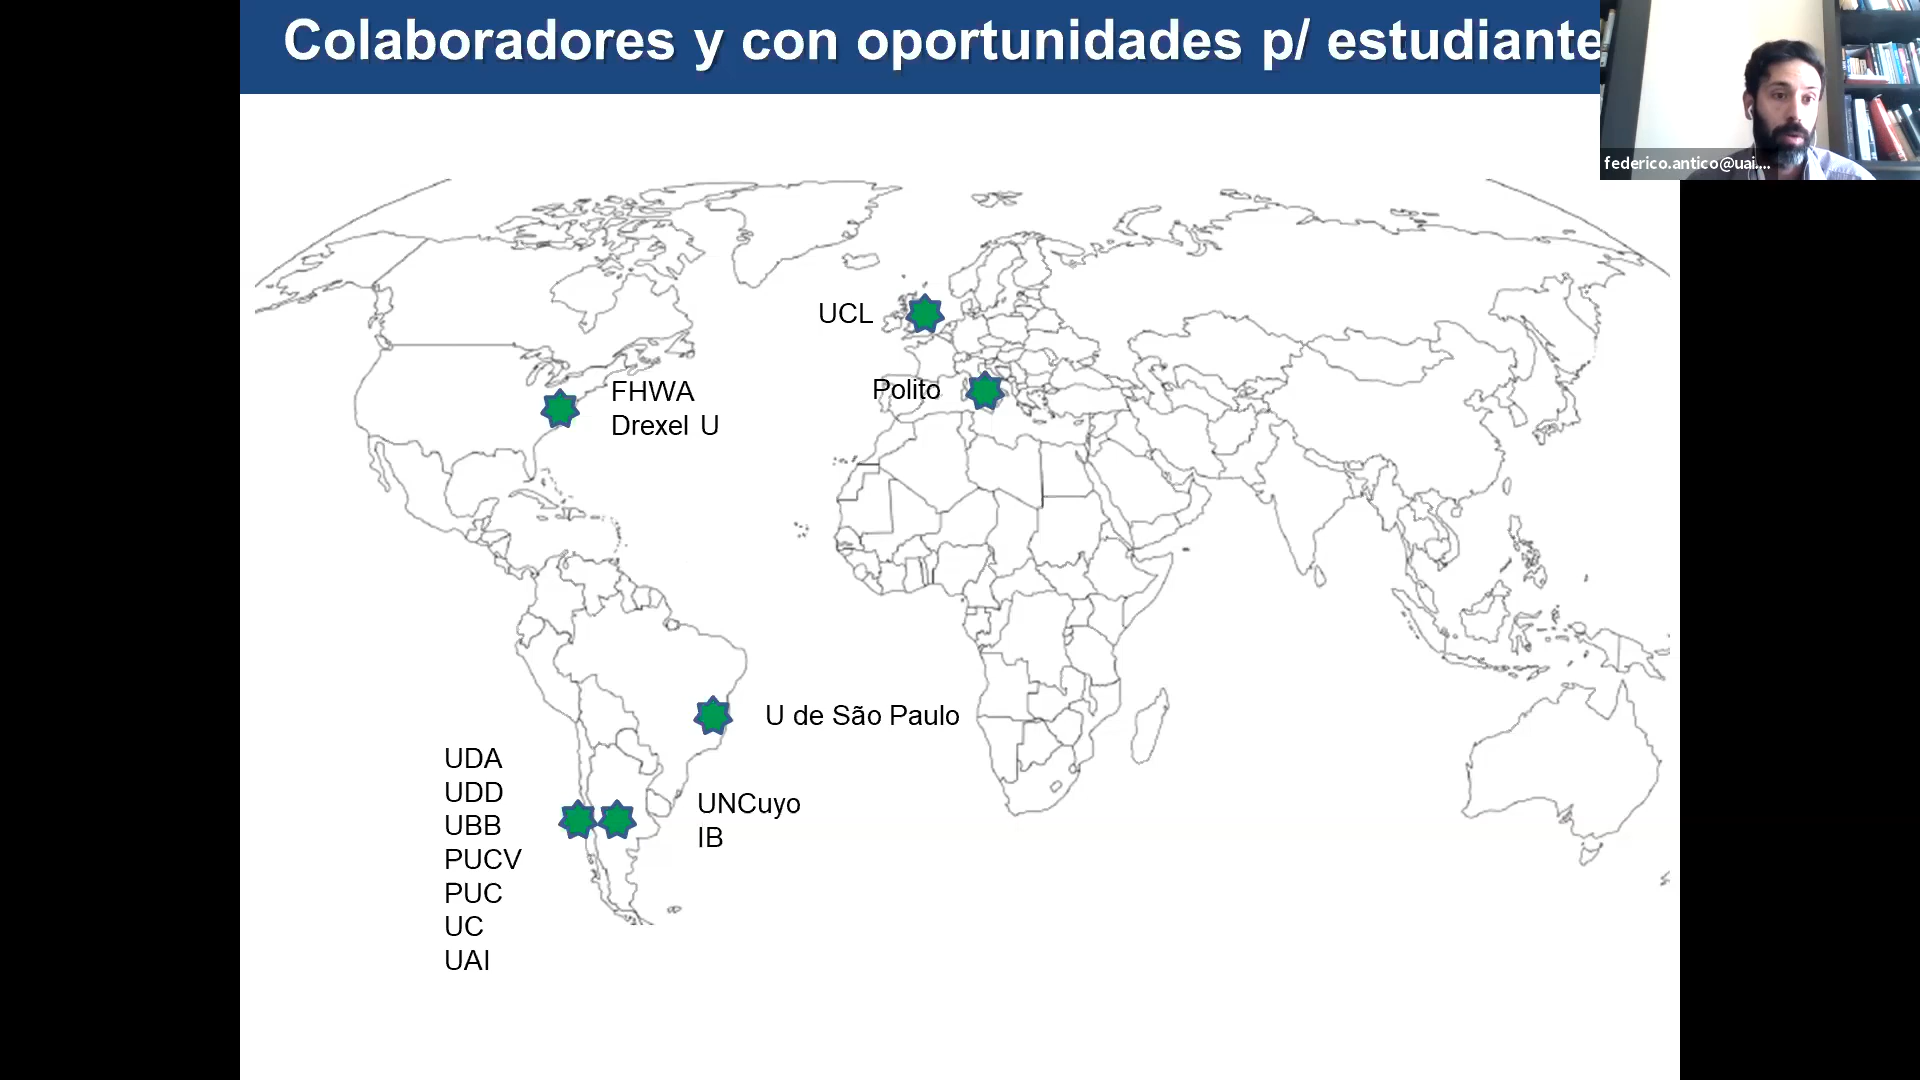 Colaboradores y con oportunidades p/ estudiante
federico.antico@uai....
UCL
Polito
FHWA
Drexel U
U de São Paulo
UDA
UDD
UBB
PUCV
PUC
UC
UAI
UNCuyo
IB